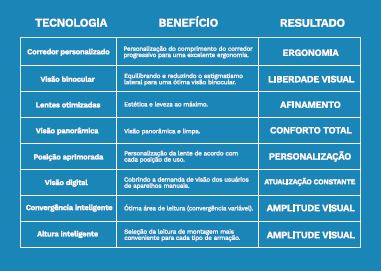 TECNOLOGIA BENEFÍCIO RESULTADO
Corredor personalizado
Personalização do comprimento do corredor
progressivo para uma excelente ergonomia.
ERGONOMIA
Visão binocular
Equilibrando e reduzindo o astigmatismo
lateral para uma ótima visão binocular.
LIBERDADE VISUAL
Lentes otimizadas
Estética e leveza ao máximo.
AFINAMENTO
Visão panorâmica
Visão panorâmica e limpa.
CONFORTO TOTAL
Posição aprimorada
Personalização da lente de acordo com
cada posição de uso.
PERSONALIZAÇÃO
Visão digital
Cobrindo a demanda de visão dos usuários
de aparelhos manuais.
ATUALIZAÇÃO CONSTANTE
Convergência inteligente
Ótima área de leitura (convergência variável).
AMPLITUDE VISUAL
Altura inteligente
Seleção da leitura de montagem mais
conveniente para cada tipo de armação.
AMPLITUDE VISUAL